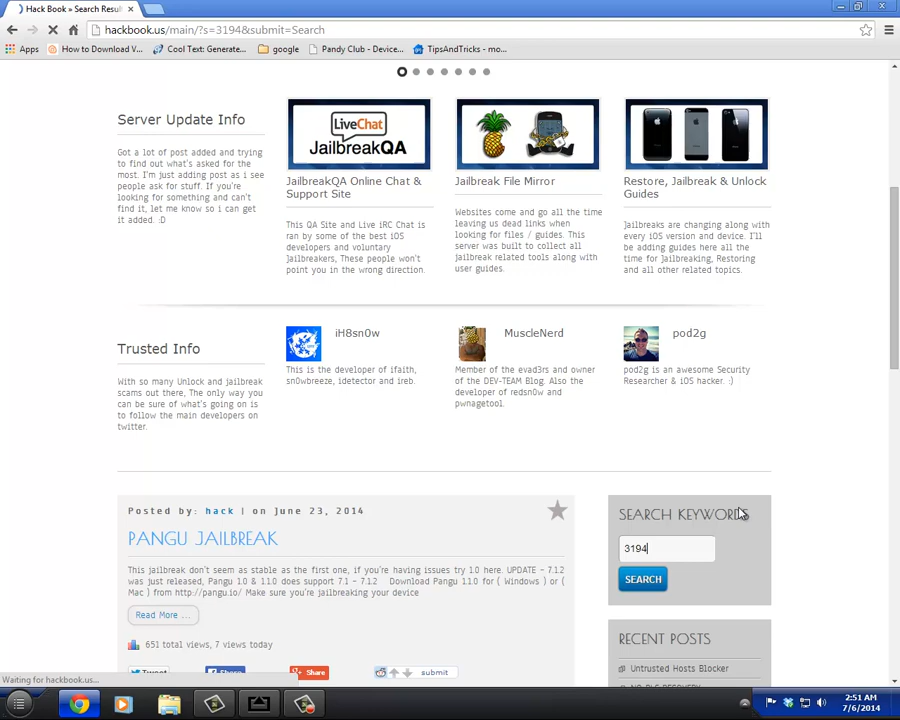 Hack Book » Search Resul
hackbook.us/main/?s=3194&submit=Search
Apps How to Download V... Cool Text: Generate... google Pandy Club - Device... TipsAndTricks - mo...
Server Update Info
Got a lot of post added and trying
to find out what's asked for the
most. I'm just adding post as i see
people ask for stuff. If you're
looking for something and can't
find it, let me know so i can get
it added. :D
LiveChat
JailbreakQA
JailbreakQA Online Chat &
Support Site
This QA Site and Live iRC Chat is
ran by some of the best iOS
developers and voluntary
Jailbreakers, These people won't
point you in the wrong direction.
Jailbreak File Mirror
Websites come and go all the time
leaving us dead links when
looking for files / guides. This
server was built to collect all
jailbreak related tools along with
user guides.
Restore, Jailbreak & Unlock
Guides
Jailbreaks are changing along with
every iOS version and device. I'll
be adding guides here all the
time for Jailbreaking, Restoring
and all other related topics.
Trusted Info
With so many Unlock and jailbreak
scams out there, The only way you
can be sure of what's going on is
to follow the main developers on
twitter.
iH8sn0w
This is the developer of ifaith,
sn0wbreeze, idetector and ireb.
MuscleNerd
Member of the evad3rs and owner
of the DEV-TEAM Blog. Also the
developer of redsn0w and
pwnagetool.
pod2g
pod2g is an awesome Security
Researcher & iOS hacker. :)
Posted by: hack | on June 23, 2014
PANGU JAILBREAK
This jailbreak don't seem as stable as the first one, if you're having issues try 1.0 here. UPDATE – 7.1.2
was just released, Pangu 1.0 & 1.1.0 does support 7.1 – 7.1.2 Download Pangu 1.1.0 for ( Windows ) or (
Mac ) from http://pangu.io/ Make sure you're jailbreaking your device
Read More ...
651 total views, 7 views today
Tweet Share Share submit
SEARCH KEYWORDS
3194
SEARCH
RECENT POSTS
Untrusted Hosts Blocker
Waiting for hackbook.us...
2:51 AM
7/6/2014